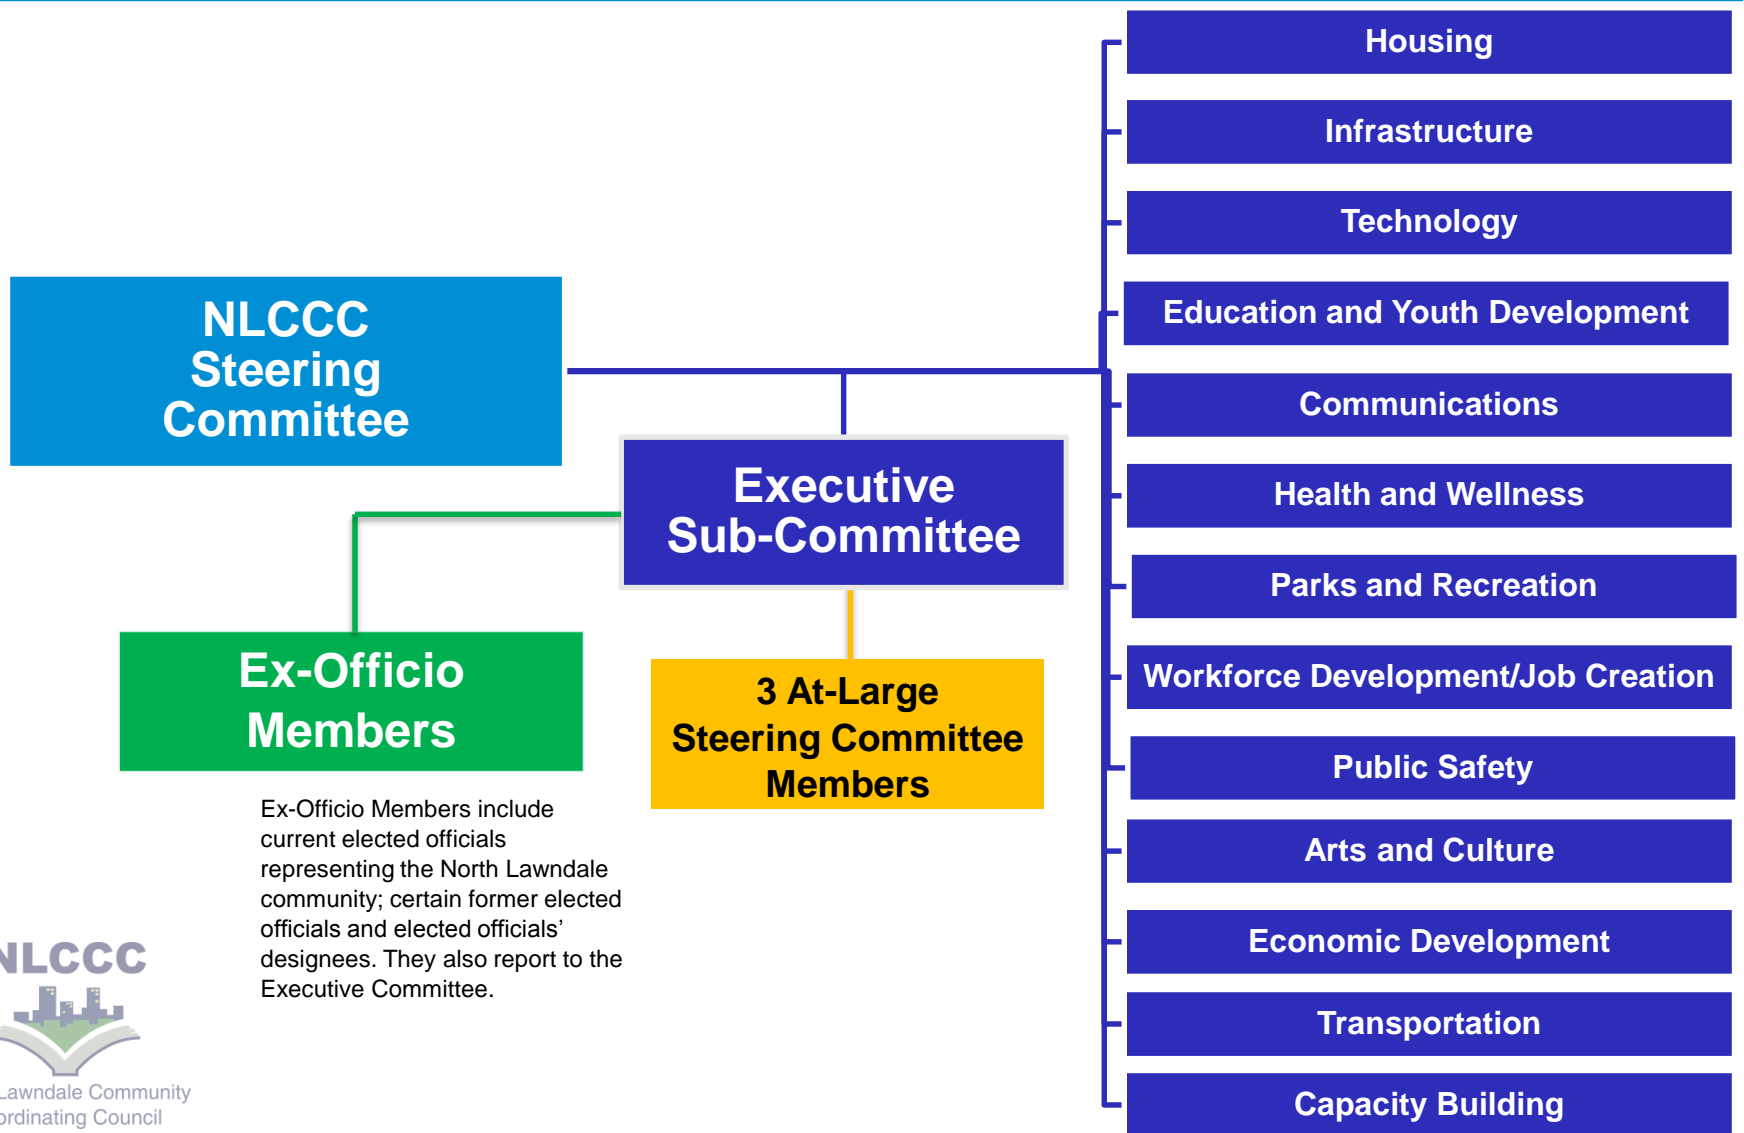 NLCCC
Steering
Committee
Executive
Sub-Committee
Ex-Officio
Members
3 At-Large
Steering Committee
Members
Ex-Officio Members include
current elected officials
representing the North Lawndale
community; certain former elected
officials and elected officials’
designees. They also report to the
Executive Committee.
Housing
Infrastructure
Technology
Education and Youth Development
Communications
Health and Wellness
Parks and Recreation
Workforce Development/Job Creation
Public Safety
Arts and Culture
Economic Development
Transportation
Capacity Building
NLCCC
Lawndale Community
ordinating Council